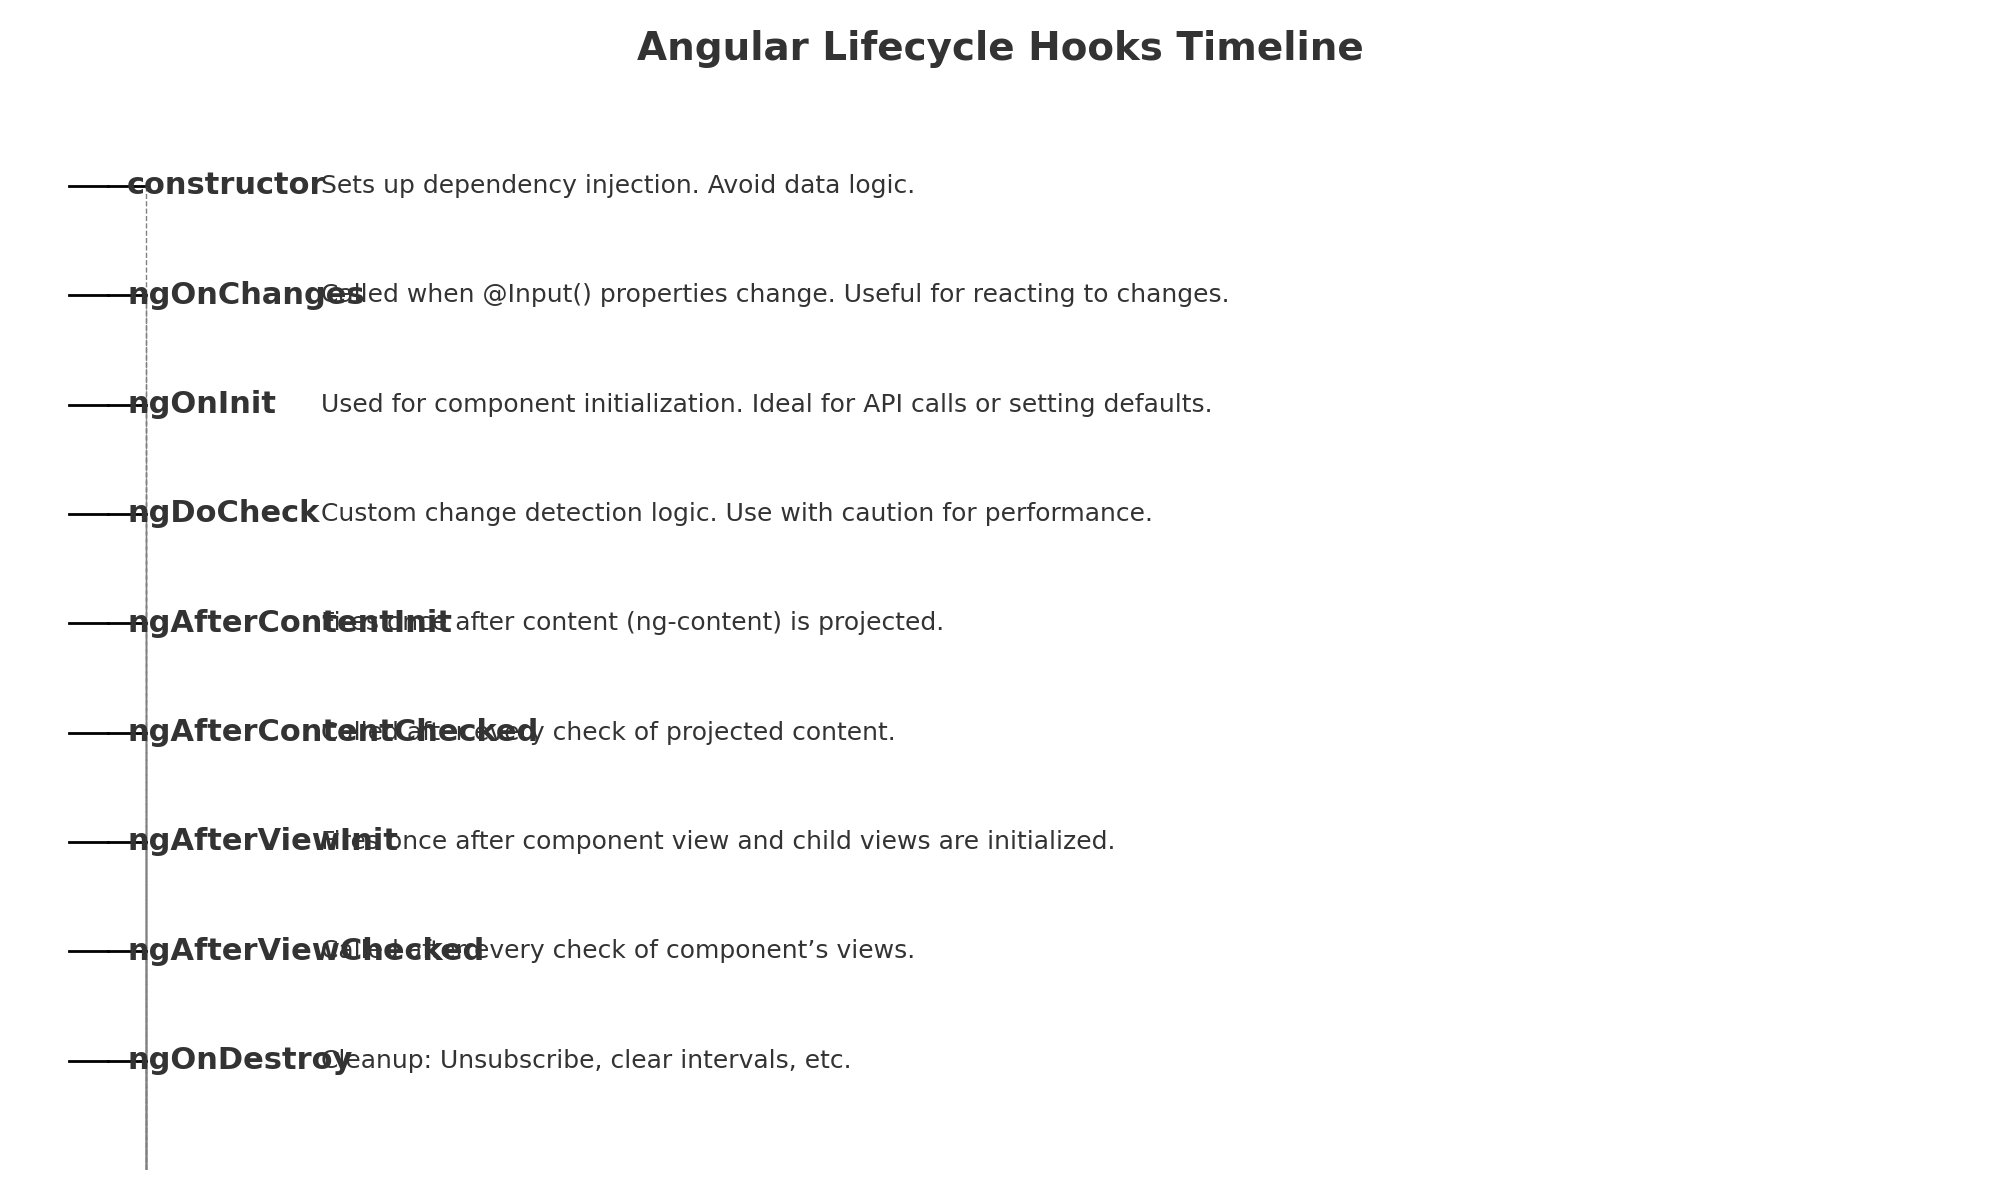 Angular Lifecycle Hooks Timeline
constructor Sets up dependency injection. Avoid data logic.
ngOnChanges Called when @Input() properties change. Useful for reacting to changes.
ngOnInit Used for component initialization. Ideal for API calls or setting defaults.
ngDoCheck Custom change detection logic. Use with caution for performance.
ngAfterContentInit Fires once after content (ng-content) is projected.
ngAfterContentChecked Called after every check of projected content.
ngAfterViewInit Fires once after component view and child views are initialized.
ngAfterViewChecked Called after every check of component’s views.
ngOnDestroy Cleanup: Unsubscribe, clear intervals, etc.